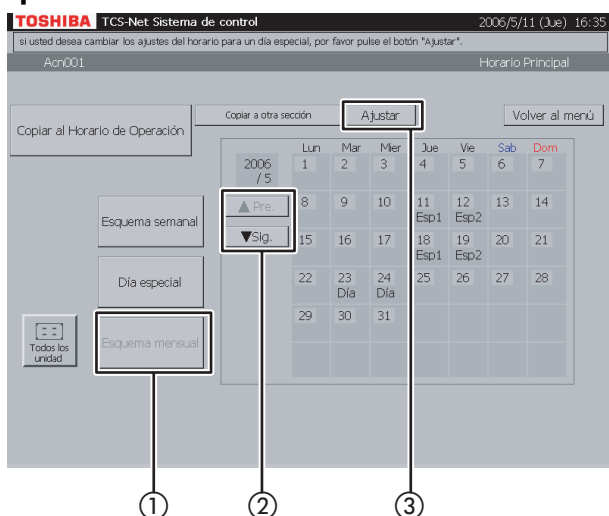 TOSHIBA TCS-Net Sistema de control 2006/5/11 (Jue) 16:35
si usted desea cambiar los ajustes del horario para un día especial, por favor pulse el botón "Ajustar".
Acn001 Horario Principal
Copiar al Horario de Operación
Copiar a otra sección Ajustar Volver al menú
Lun Mar Mier Jue Vie Sab Dom
2006 / 5
1 2 3 4 5 6 7
▲ Pre.
8 9 10 11 Esp1 12 Esp2 13 14
▼Sig.
15 16 17 18 Esp1 19 Esp2 20 21
22 23 Día 24 Día 25 26 27 28
29 30 31
Esquema semanal
Día especial
Esquema mensual
Todos los
unidad
① ② ③